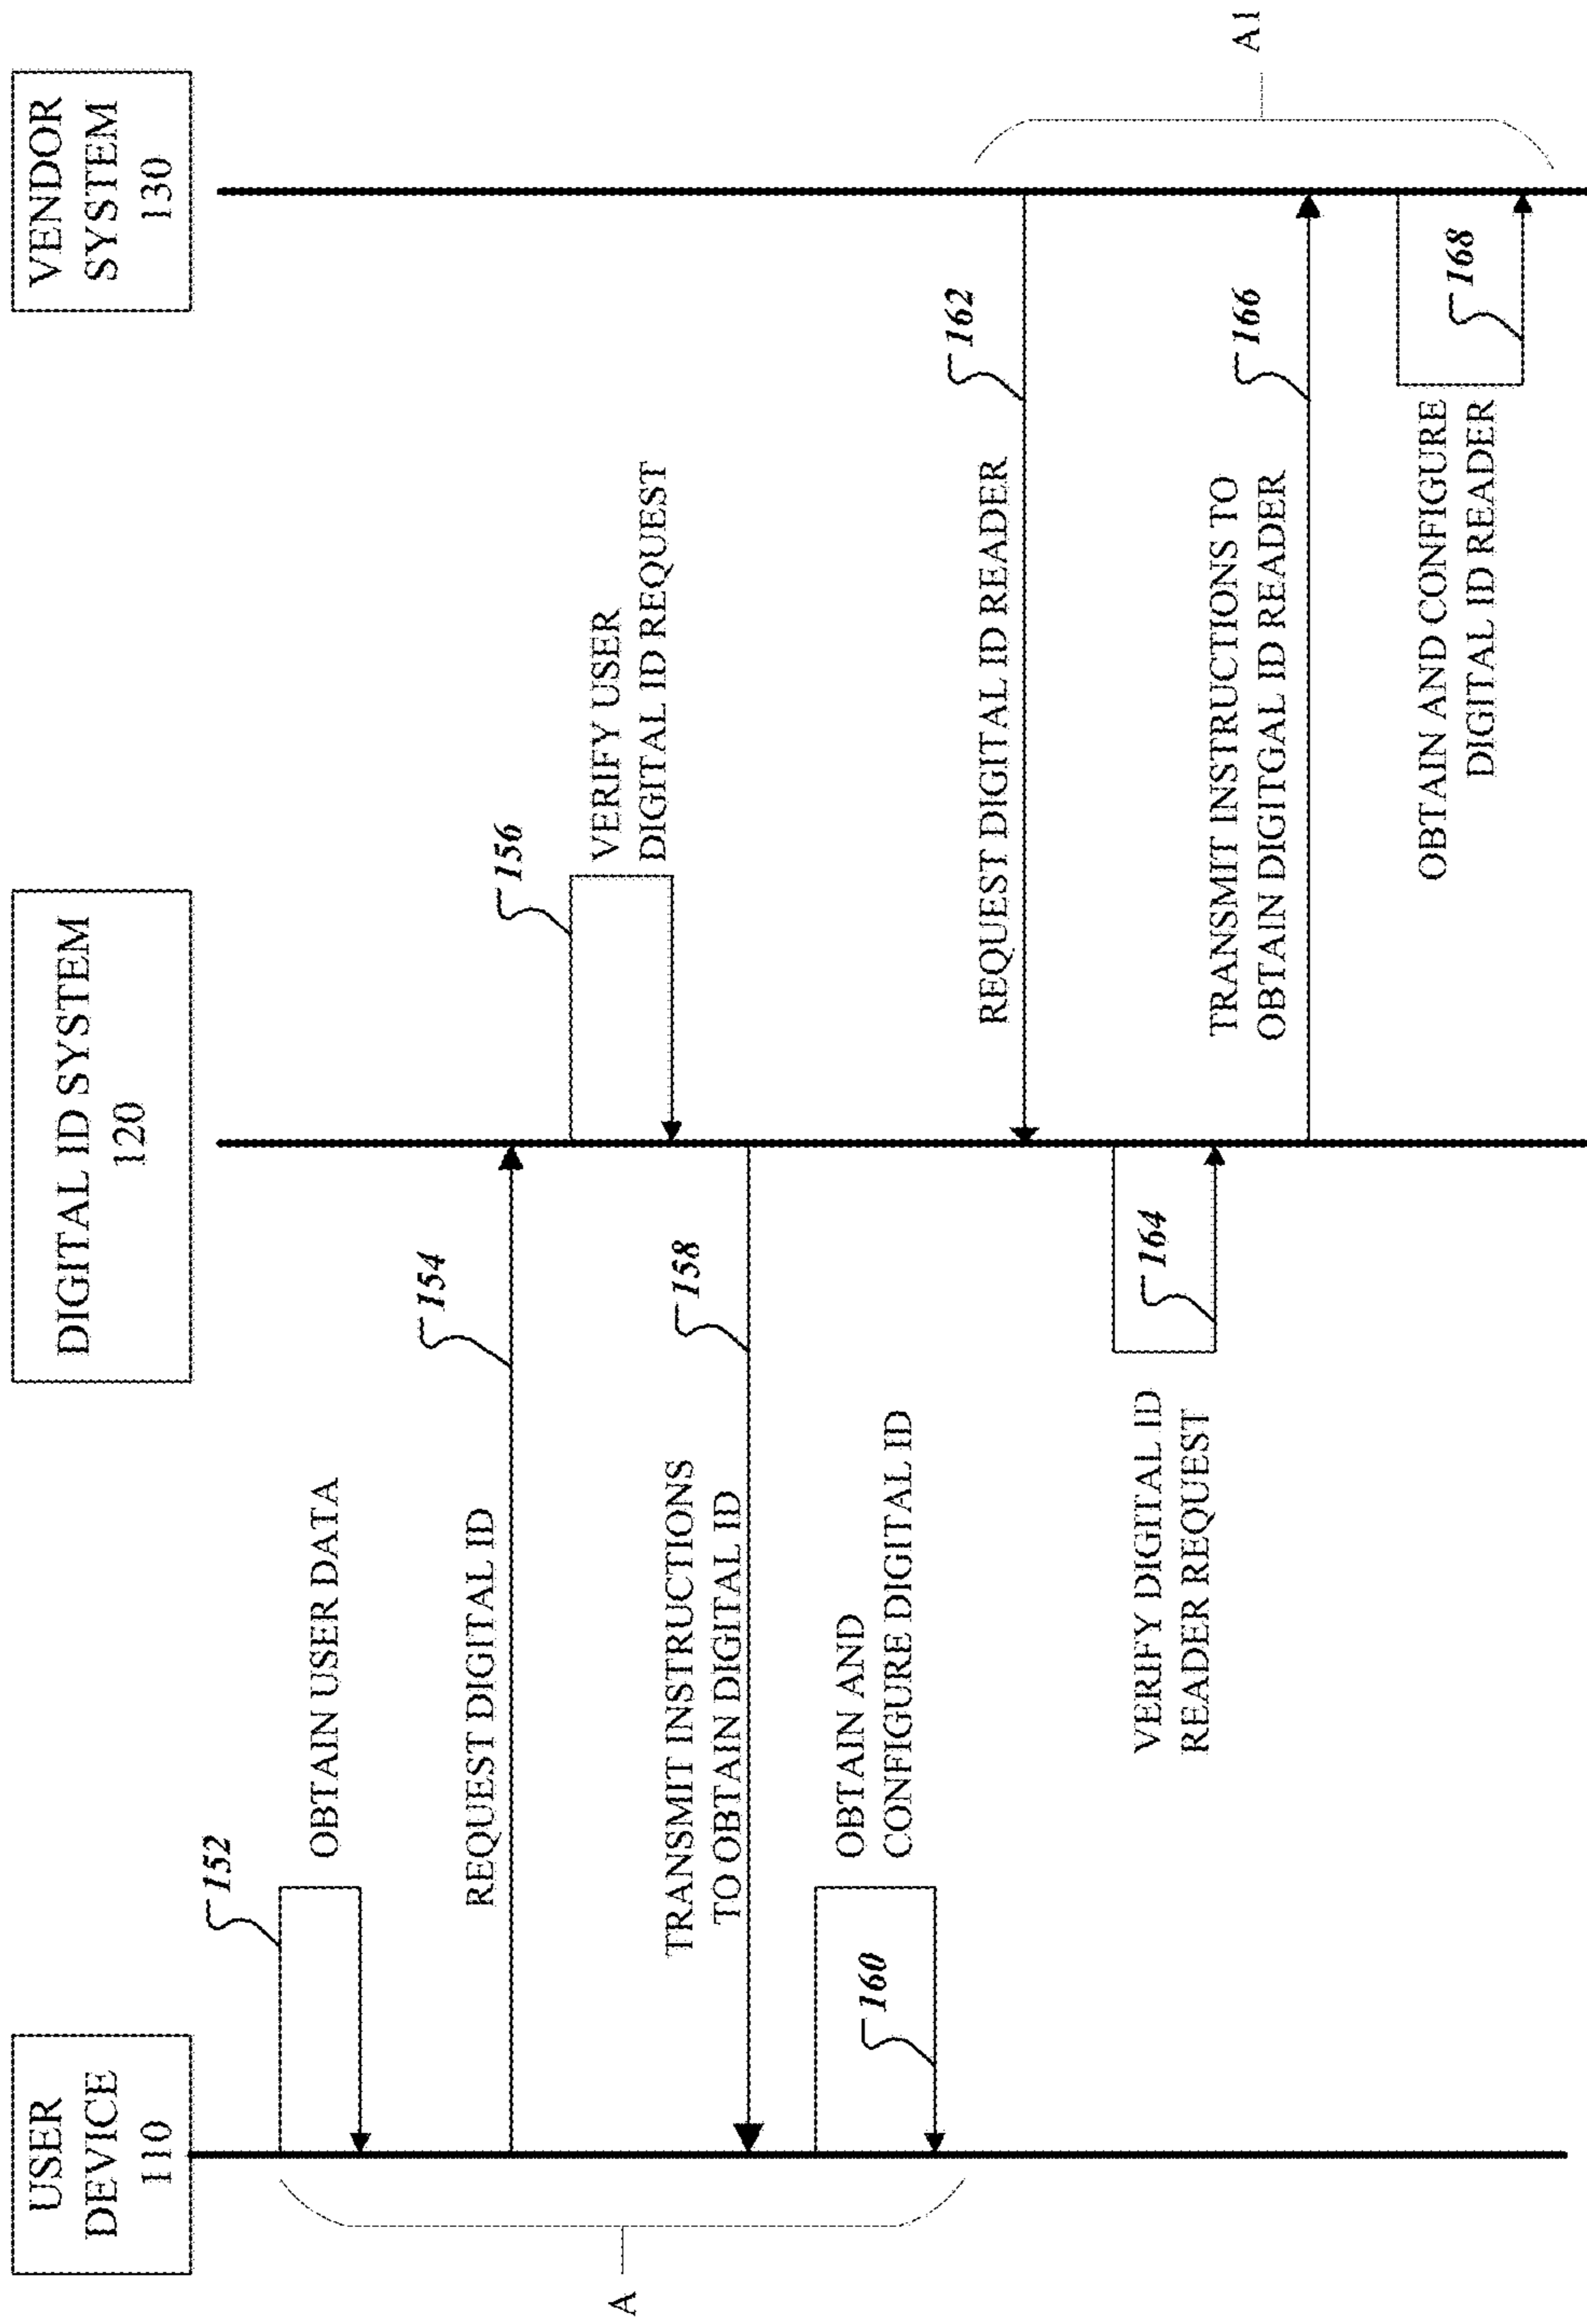 USER
DEVICE
110
DIGITAL ID SYSTEM
120
VENDOR
SYSTEM
130
152
OBTAIN USER DATA
154
REQUEST DIGITAL ID
156
VERIFY USER
DIGITAL ID REQUEST
158
TRANSMIT INSTRUCTIONS
TO OBTAIN DIGITAL ID
OBTAIN AND
CONFIGURE DIGITAL ID
160
A
162
REQUEST DIGITAL ID READER
164
VERIFY DIGITAL ID
READER REQUEST
166
TRANSMIT INSTRUCTIONS TO
OBTAIN DIGITGAL ID READER
168
OBTAIN AND CONFIGURE
DIGITAL ID READER
A1